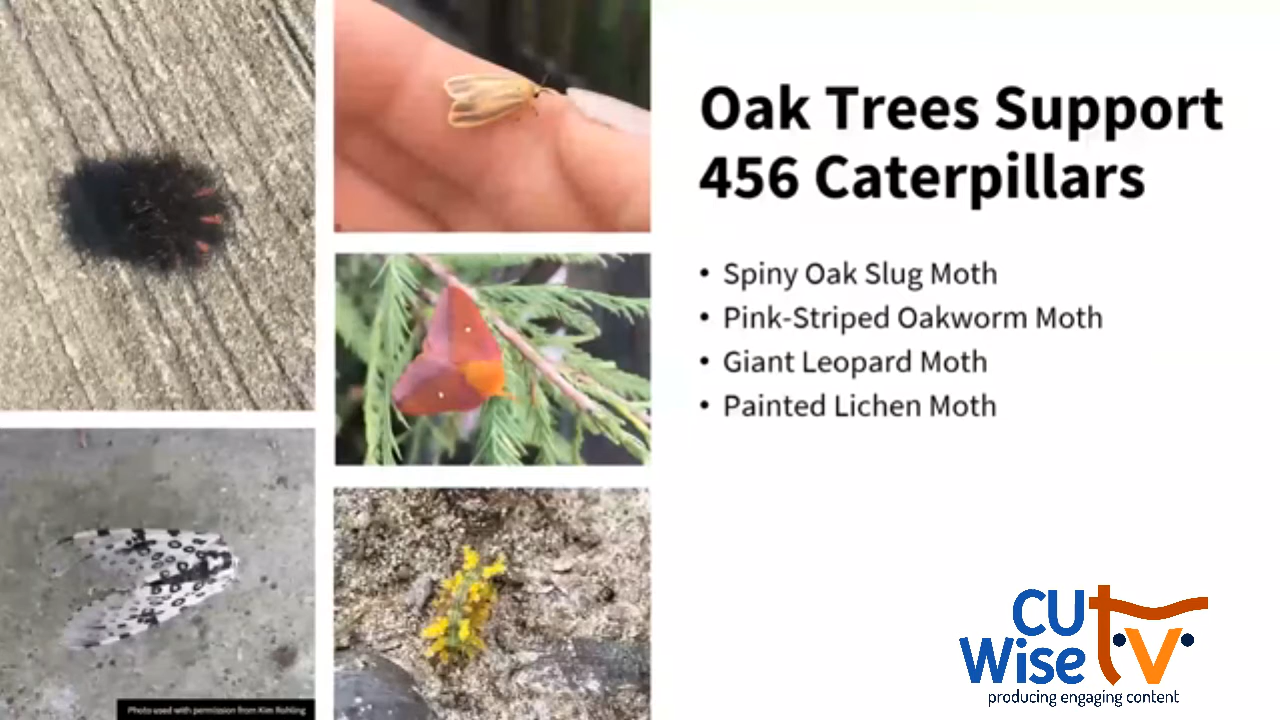 Oak Trees Support
456 Caterpillars
• Spiny Oak Slug Moth
• Pink-Striped Oakworm Moth
• Giant Leopard Moth
• Painted Lichen Moth
Photo used with permission from Kim Rohling
CU
Wise
tv
producing engaging content